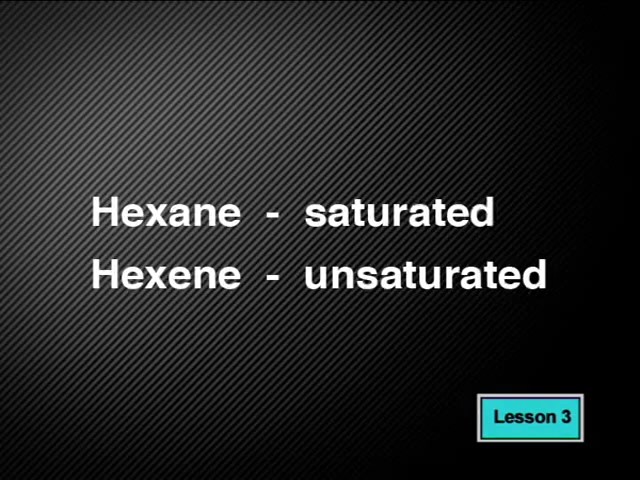 Hexane - saturated
Hexene - unsaturated
Lesson 3